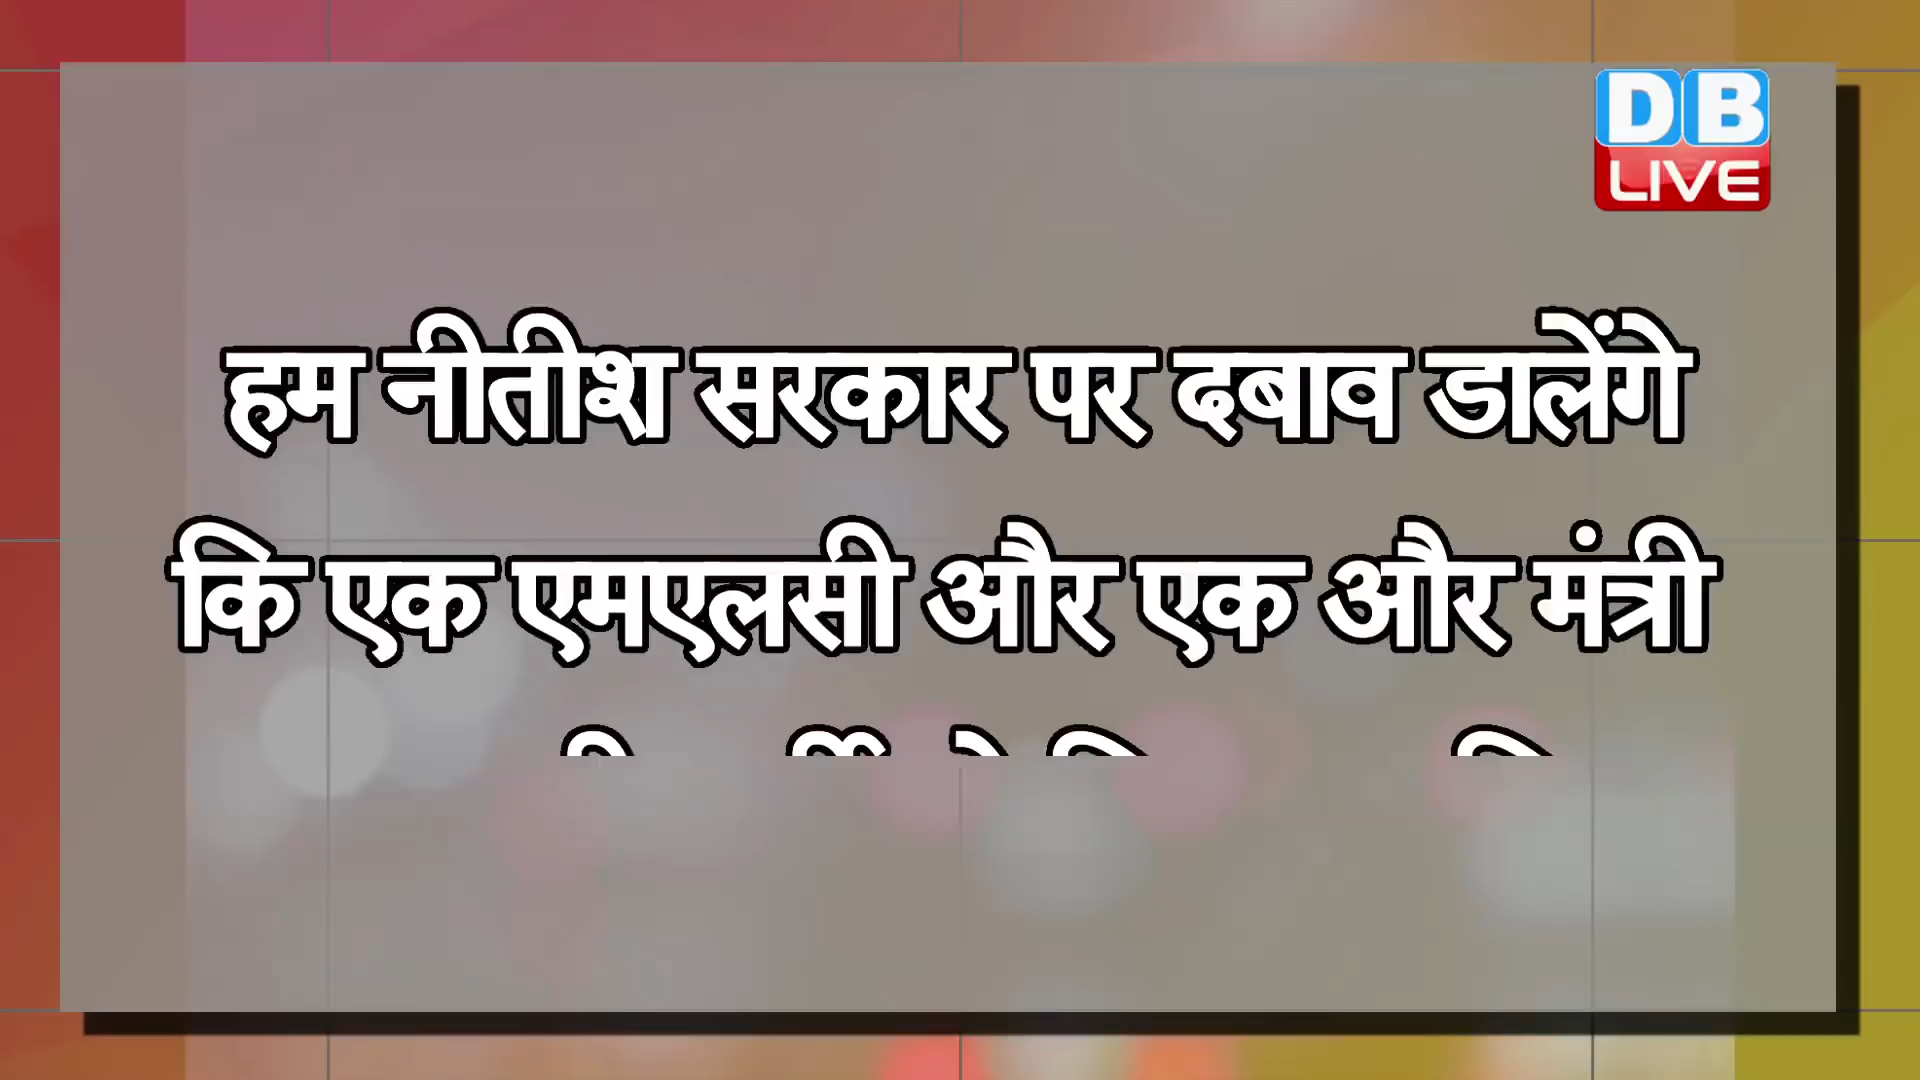 DB
LIVE
हम नीतीश सरकार पर दबाव डालेंगे
कि एक एमएलसी और एक और मंत्री